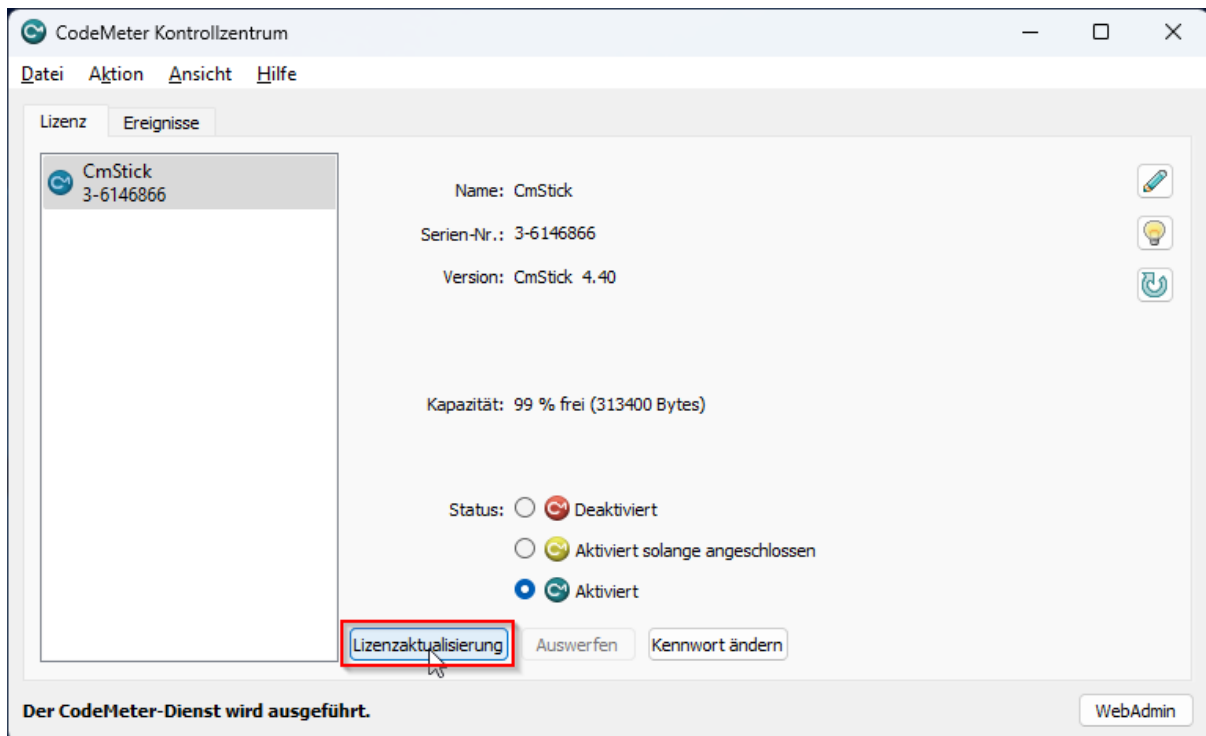 CodeMeter Kontrollzentrum
Datei Aktion Ansicht Hilfe
Lizenz Ereignisse
CmStick
3-6146866
Name: CmStick
Serien-Nr.: 3-6146866
Version: CmStick 4.40
Kapazität: 99 % frei (313400 Bytes)
Status: Deaktiviert
Aktiviert solange angeschlossen
Aktiviert
Lizenzaktualisierung Auswerfen Kennwort ändern
Der CodeMeter-Dienst wird ausgeführt. WebAdmin